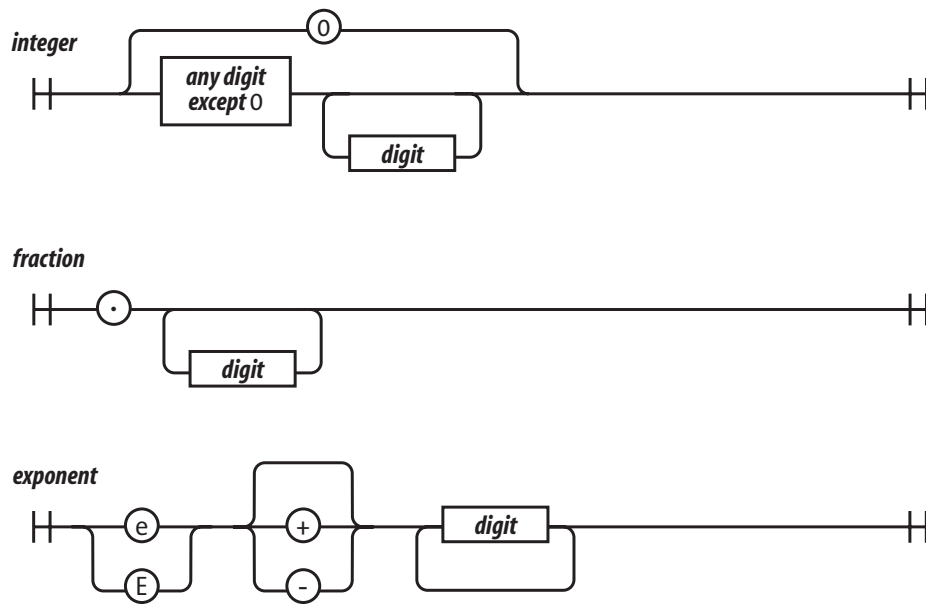 integer
0
any digit
except 0
digit
fraction
.
digit
exponent
e
+
digit
E
-